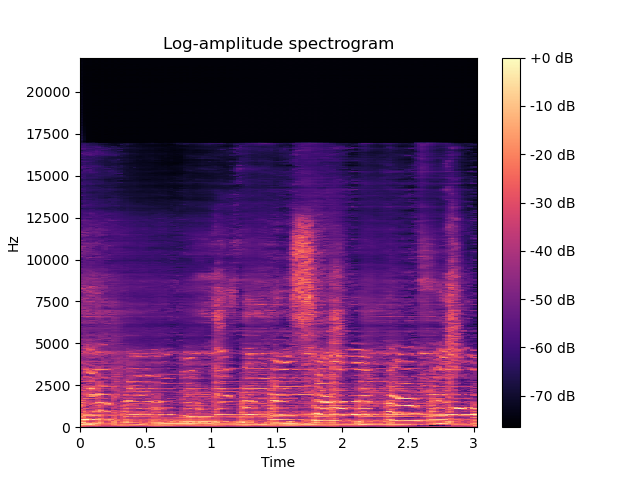 Log-amplitude spectrogram
Hz
20000
17500
15000
12500
10000
7500
5000
2500
0
0 0.5 1 1.5 2 2.5 3
Time
+0 dB
-10 dB
-20 dB
-30 dB
-40 dB
-50 dB
-60 dB
-70 dB